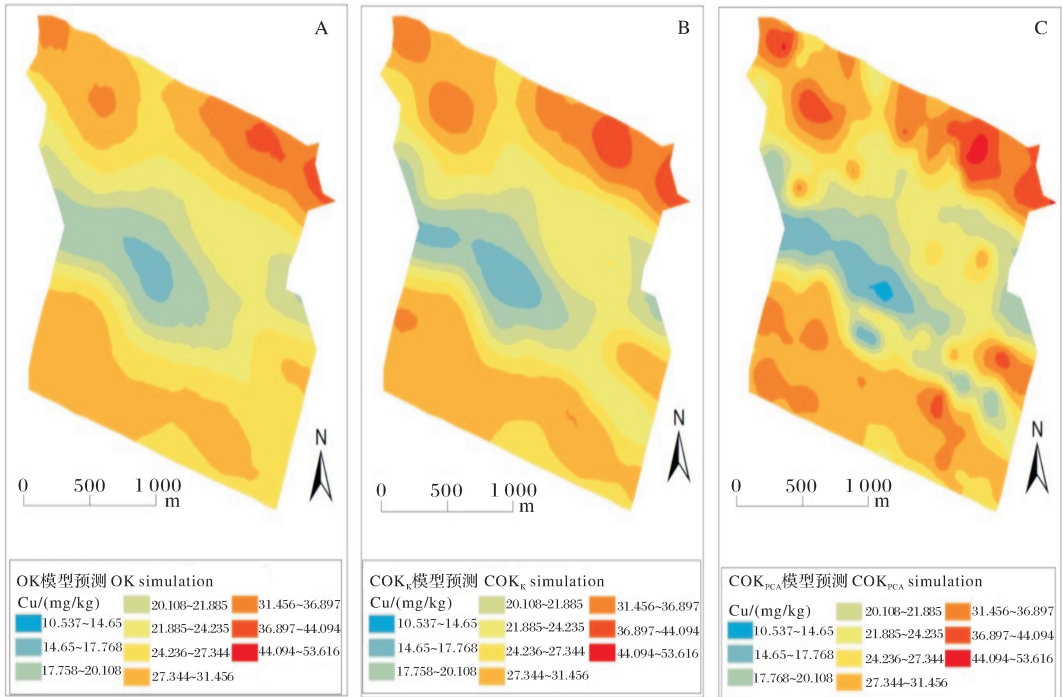 A
N
0 500 1 000
m
OK模型预测 OK simulation
Cu/(mg/kg)
10.537~14.65
14.65~17.768
17.758~20.108
20.108~21.885
21.885~24.235
24.236~27.344
27.344~31.456
31.456~36.897
36.897~44.094
44.094~53.616
B
N
0 500 1 000
m
COKK模型预测 COKK simulation
Cu/(mg/kg)
10.537~14.65
14.65~17.768
17.758~20.108
20.108~21.885
21.885~24.235
24.236~27.344
27.344~31.456
31.456~36.897
36.897~44.094
44.094~53.616
C
N
0 500 1 000
m
COKPCA模型预测 COKPCA simulation
Cu/(mg/kg)
10.537~14.65
14.65~17.768
17.768~20.108
20.108~21.885
21.885~24.235
24.236~27.344
27.344~31.456
31.456~36.897
36.897~44.094
44.094~53.616